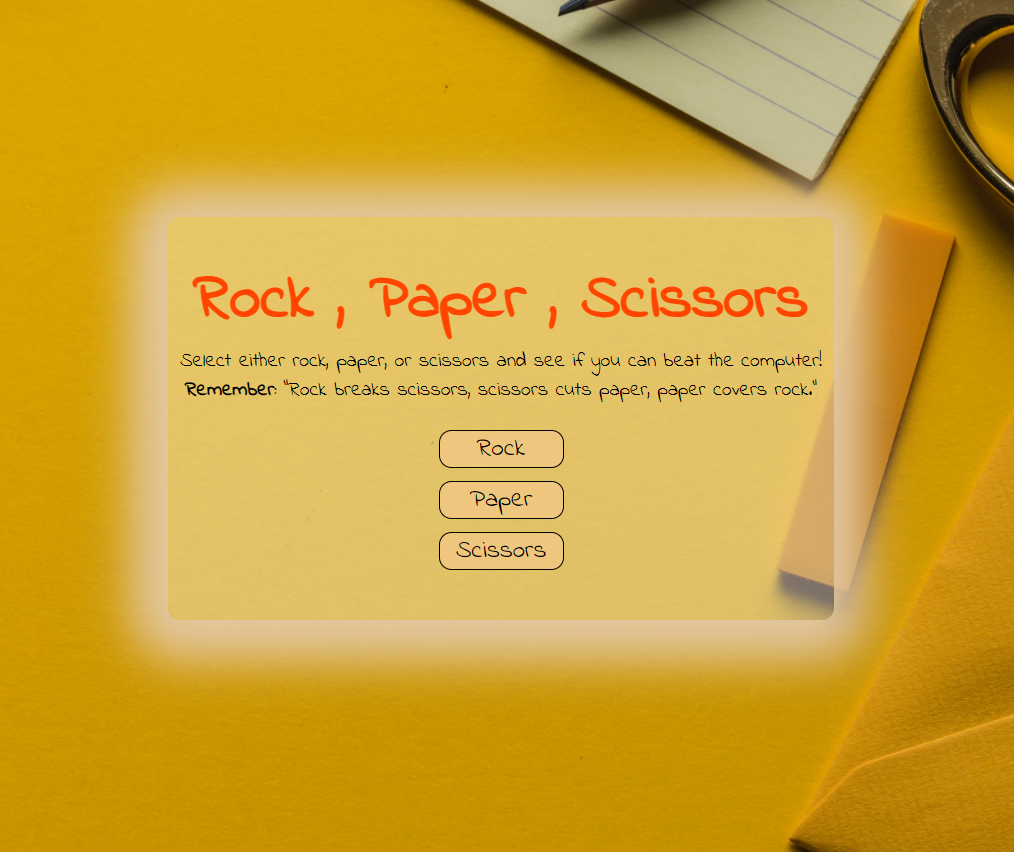 Rock , Paper , Scissors
Select either rock, paper, or scissors and see if you can beat the computer!
Remember: "Rock breaks scissors, scissors cuts paper, paper covers rock."
Rock
Paper
Scissors